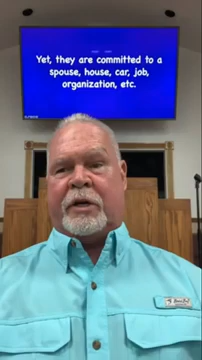 Yet, they are committed to a
spouse, house, car, job,
organization, etc.